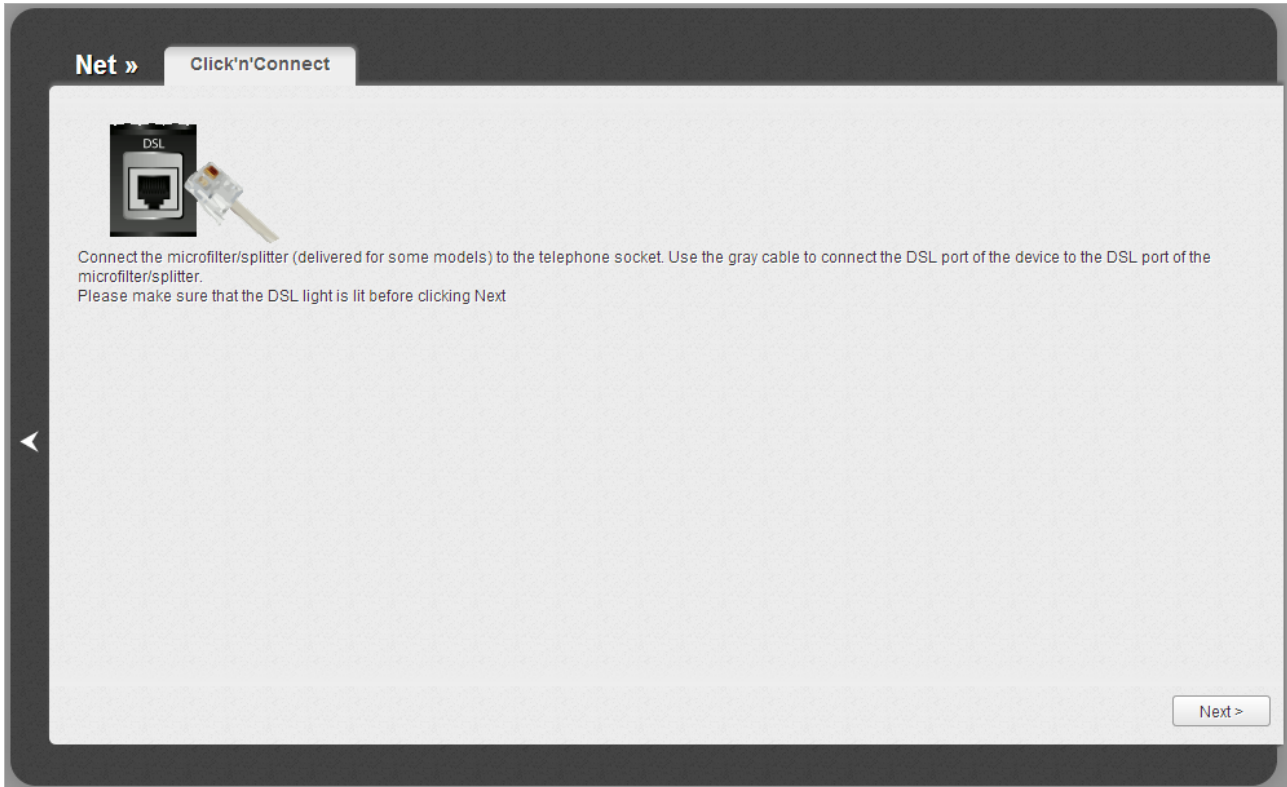 Net »
Click'n'Connect
DSL
Connect the microfilter/splitter (delivered for some models) to the telephone socket. Use the gray cable to connect the DSL port of the device to the DSL port of the
microfilter/splitter.
Please make sure that the DSL light is lit before clicking Next
Next >